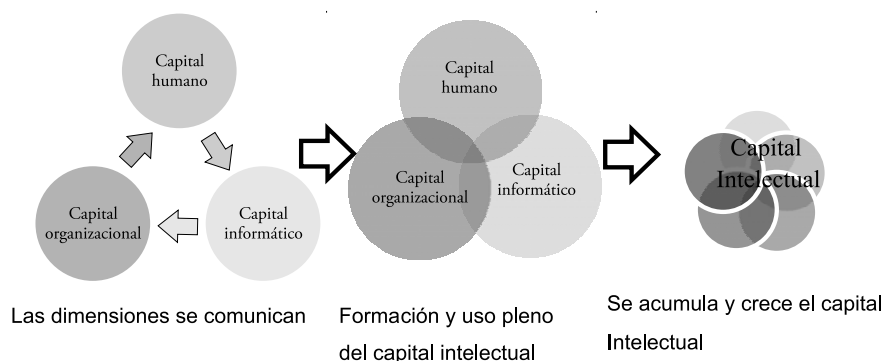 Capital
humano
Capital
organizacional
Capital
informático
Las dimensiones se comunican
Capital
humano
Capital
organizacional
Capital
informático
Formación y uso pleno
del capital intelectual
Capital
Intelectual
Se acumula y crece el capital
Intelectual